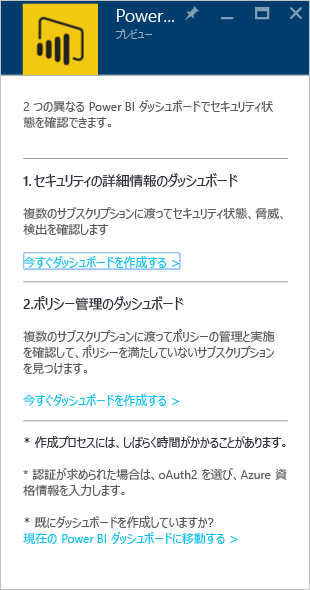 Power...
プレビュー
2 つの異なる Power BI ダッシュボードでセキュリティ状
態を確認できます。
1. セキュリティの詳細情報のダッシュボード
複数のサブスクリプションに渡ってセキュリティ状態、脅威、
検出を確認します
今すぐダッシュボードを作成する >
2.ポリシー管理のダッシュボード
複数のサブスクリプションに渡ってポリシーの管理と実施
を確認して、ポリシーを満たしていないサブスクリプション
を見つけます。
今すぐダッシュボードを作成する >
* 作成プロセスには、しばらく時間がかかることがあります。
* 認証が求められた場合は、oAuth2 を選び、Azure 資
格情報を入力します。
* 既にダッシュボードを作成していますか?
現在の Power BI ダッシュボードに移動する >